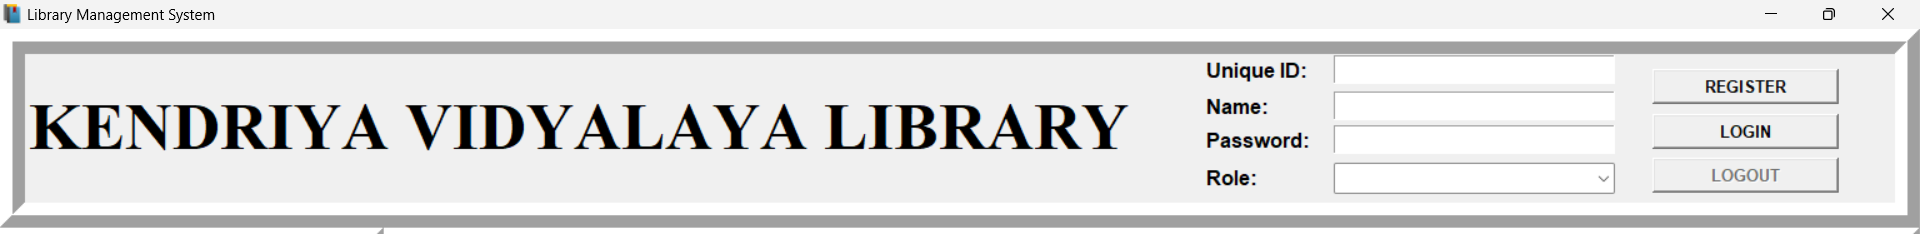 Library Management System
KENDRIYA VIDYALAYA LIBRARY
Unique ID:
Name:
Password:
Role:
REGISTER
LOGIN
LOGOUT